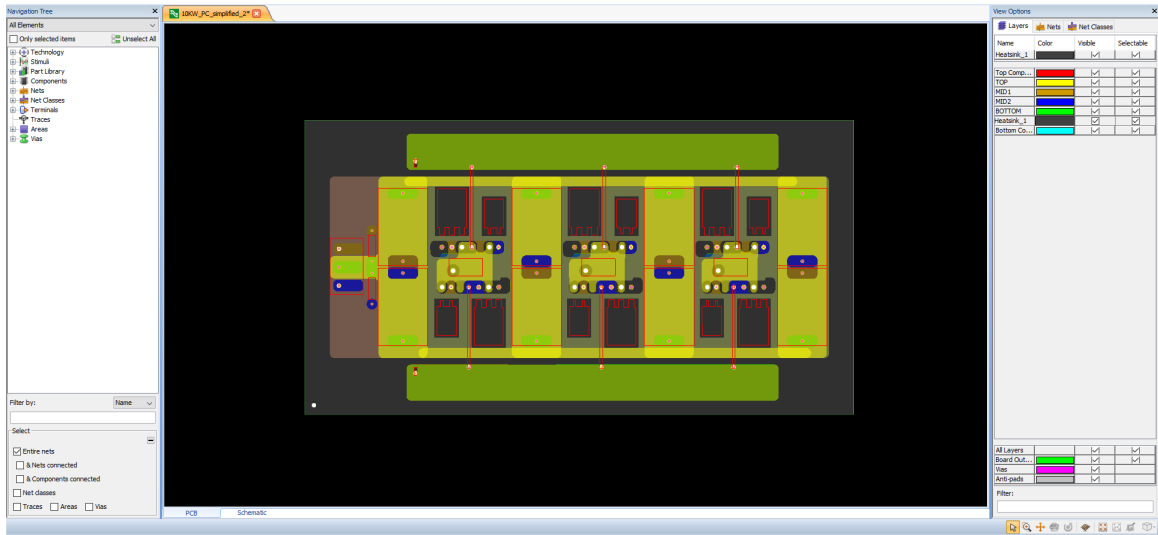 Navigation Tree
All Elements
Only selected items
Unselect All
Technology
Stimuli
Part Library
Components
Nets
Net Classes
Terminals
Traces
Areas
Vias
Filter by:
Name
Select
Entire nets
& Nets connected
& Components connected
Net classes
Traces Areas Vias
10KW_PC_simplified_2*
PCB Schematic
View Options
Layers Nets Net Classes
Name Color Visible Selectable
Heatsink_1
Top Comp...
TOP
MID1
MID2
BOTTOM
Heatsink_1
Bottom Co...
All Layers
Board Out...
Vias
Anti-pads
Filter: